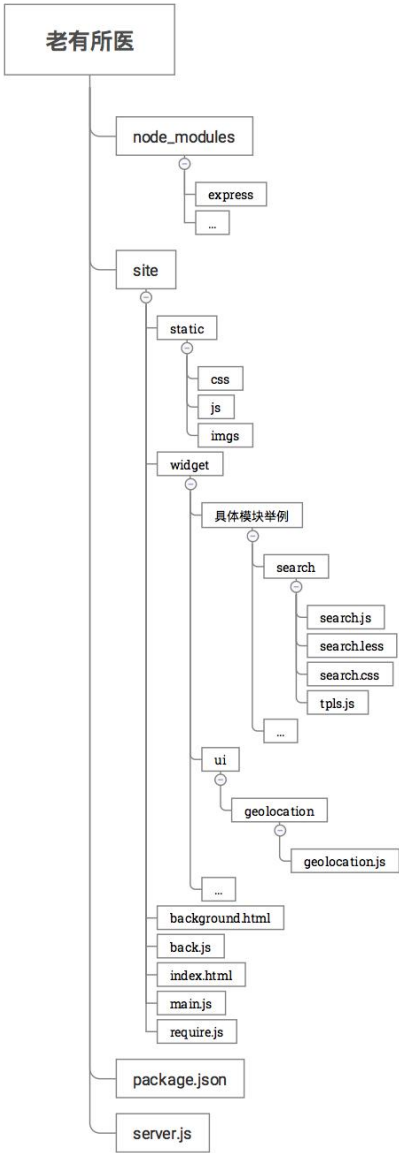 老有所医
node_modules
express
...
site
static
css
js
imgs
widget
具体模块举例
search
search.js
search.less
search.css
tpls.js
...
ui
geolocation
geolocation.js
...
background.html
back.js
index.html
main.js
require.js
package.json
server.js